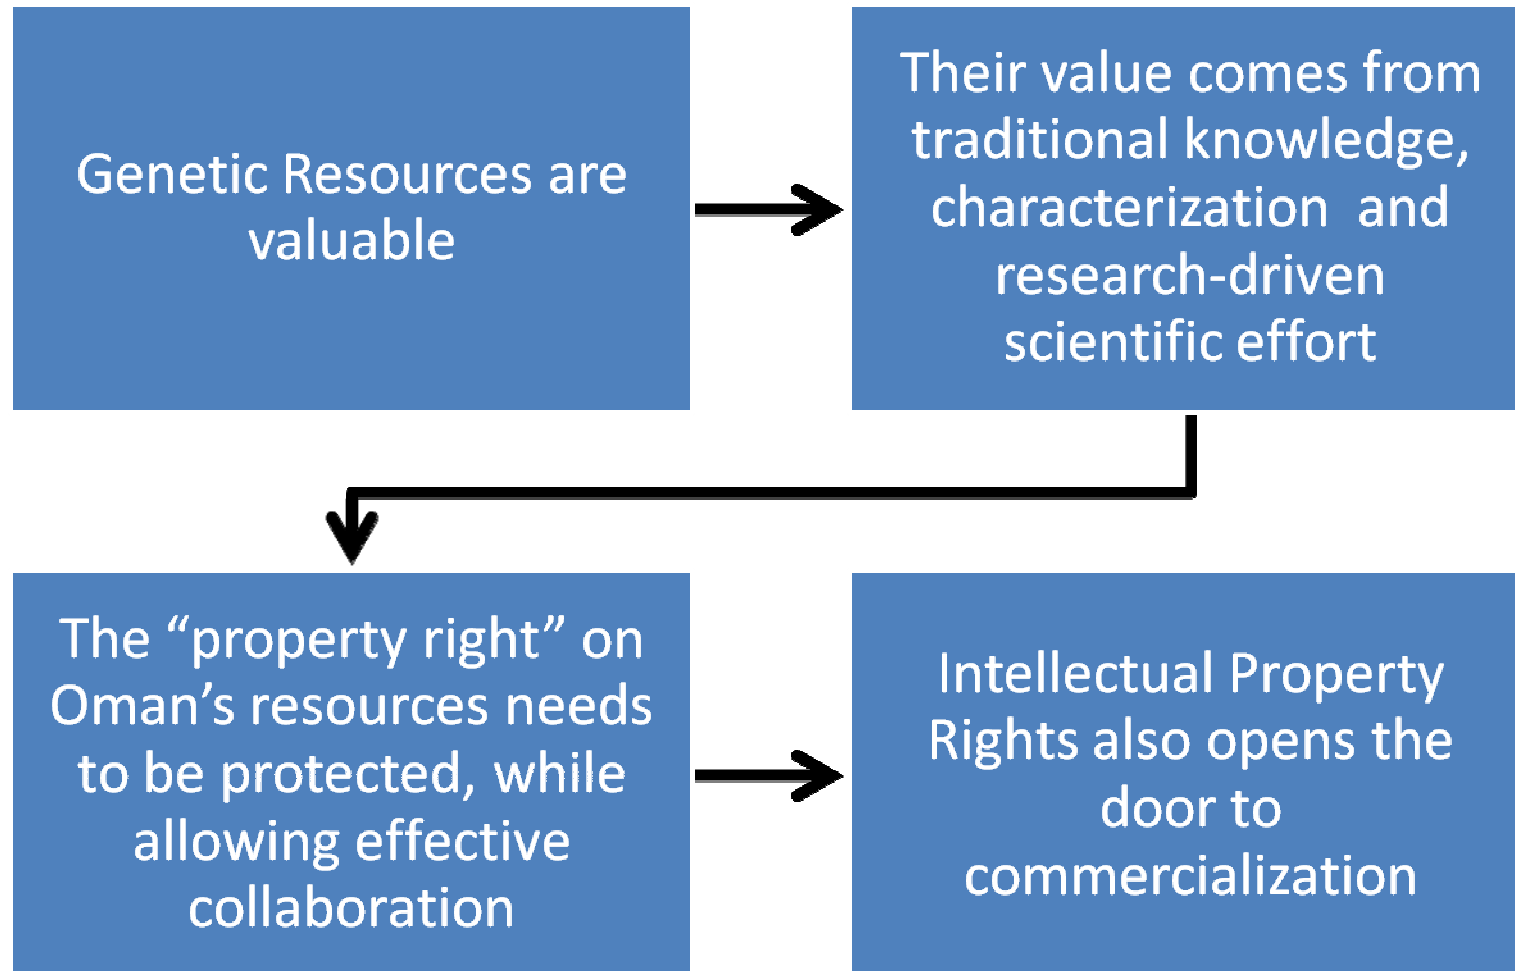 Genetic Resources are
valuable
Their value comes from
traditional knowledge,
characterization  and
research-driven
scientific effort
The “property right” on
Oman’s resources needs
to be protected, while
allowing effective
collaboration
Intellectual Property
Rights also opens the
door to
commercialization